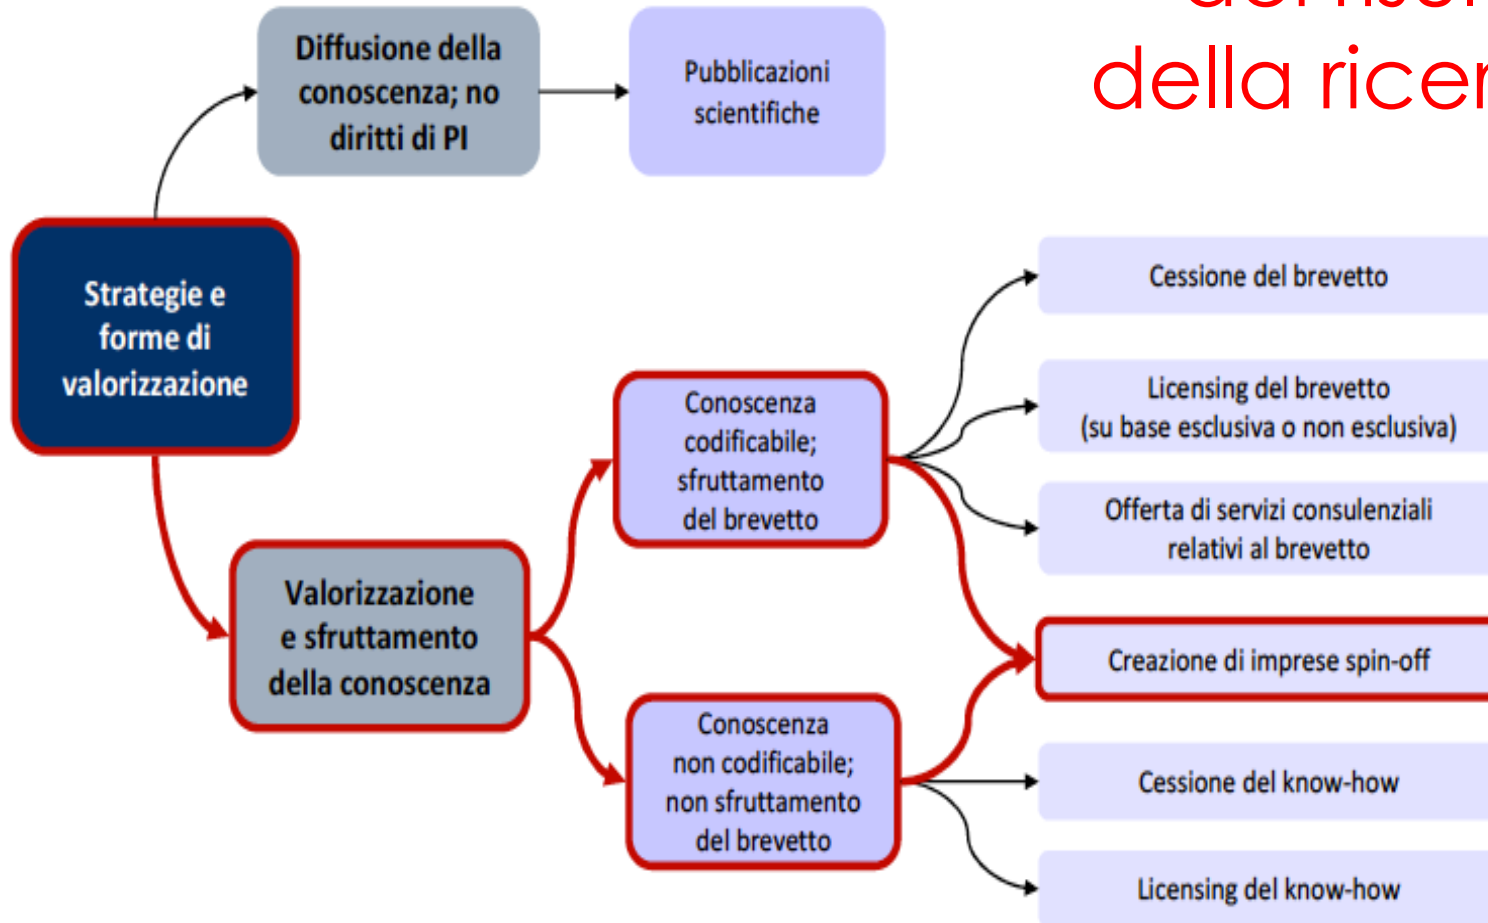 della
Diffusione della
conoscenza; no
diritti di PI
Pubblicazioni
scientifiche
Strategie e
forme di
valorizzazione
Cessione del brevetto
Conoscenza
codificabile;
sfruttamento
del brevetto
Licensing del brevetto
(su base esclusiva o non esclusiva)
Offerta di servizi consulenziali
relativi al brevetto
Valorizzazione
e sfruttamento
della conoscenza
Creazione di imprese spin-off
Conoscenza
non codificabile;
non sfruttamento
del brevetto
Cessione del know-how
Licensing del know-how